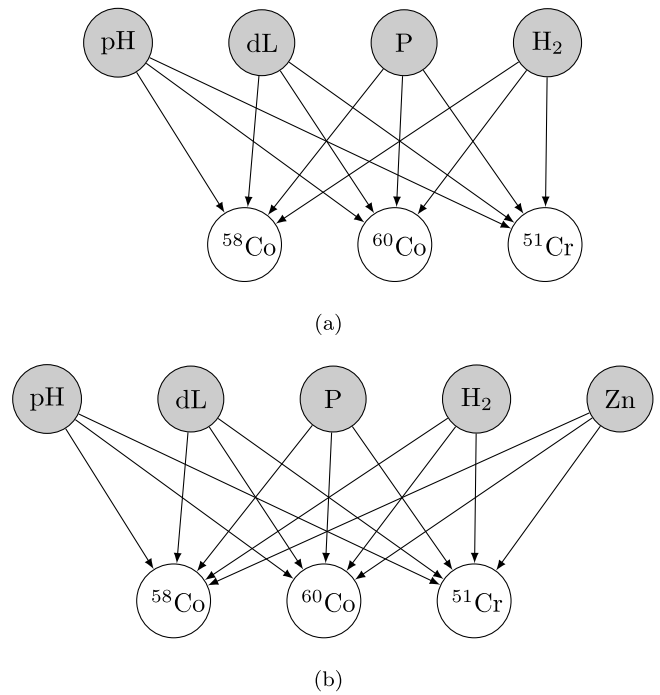 pH dL P H₂
⁵⁸Co ⁶⁰Co ⁵¹Cr
(a)
pH dL P H₂ Zn
⁵⁸Co ⁶⁰Co ⁵¹Cr
(b)